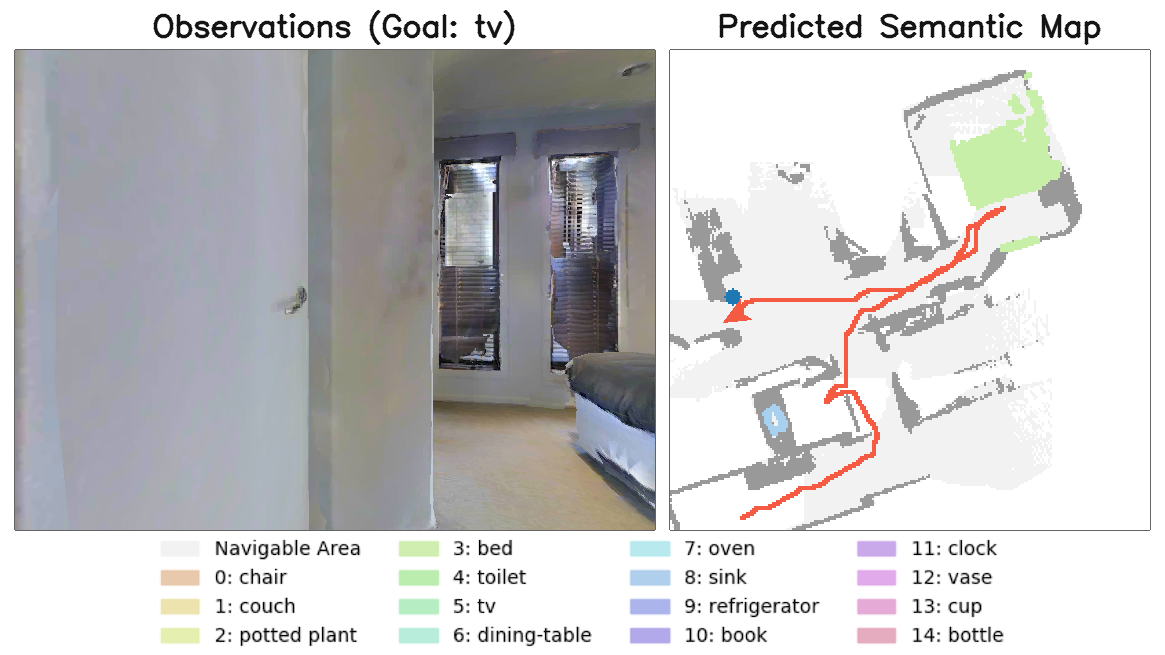 Observations (Goal: tv)
Predicted Semantic Map
Navigable Area
0: chair
1: couch
2: potted plant
3: bed
4: toilet
5: tv
6: dining-table
7: oven
8: sink
9: refrigerator
10: book
11: clock
12: vase
13: cup
14: bottle